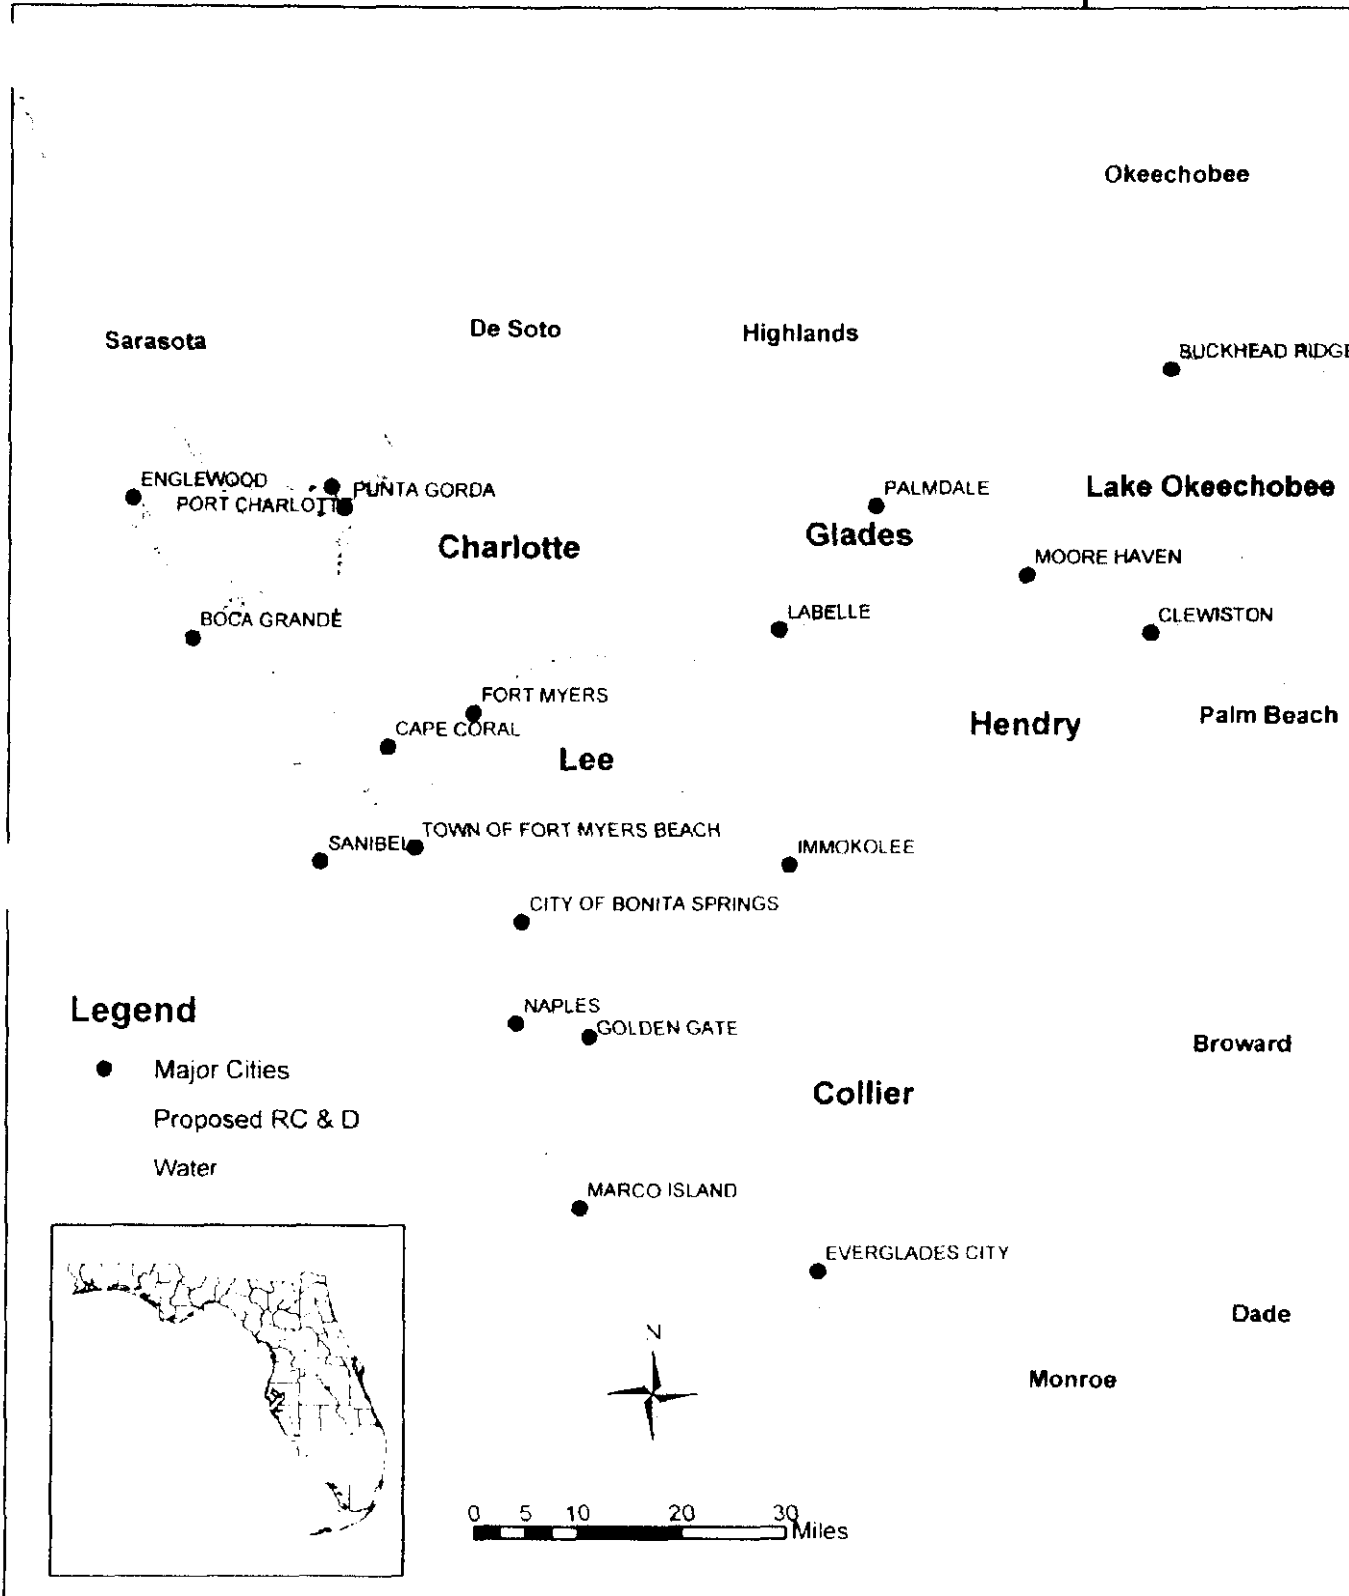 Okeechobee
Sarasota
De Soto
Highlands
BUCKHEAD RIDGE
ENGLEWOOD
PUNTA GORDA
PORT CHARLOTTE
PALMDALE
Lake Okeechobee
Glades
Charlotte
MOORE HAVEN
BOCA GRANDE
LABELLE
CLEWISTON
FORT MYERS
CAPE CORAL
Hendry
Palm Beach
Lee
SANIBEL
TOWN OF FORT MYERS BEACH
IMMOKOLEE
CITY OF BONITA SPRINGS
Legend
NAPLES
GOLDEN GATE
Broward
Major Cities
Collier
Proposed RC & D
Water
MARCO ISLAND
EVERGLADES CITY
Dade
N
Monroe
0 5 10 20 30
Miles